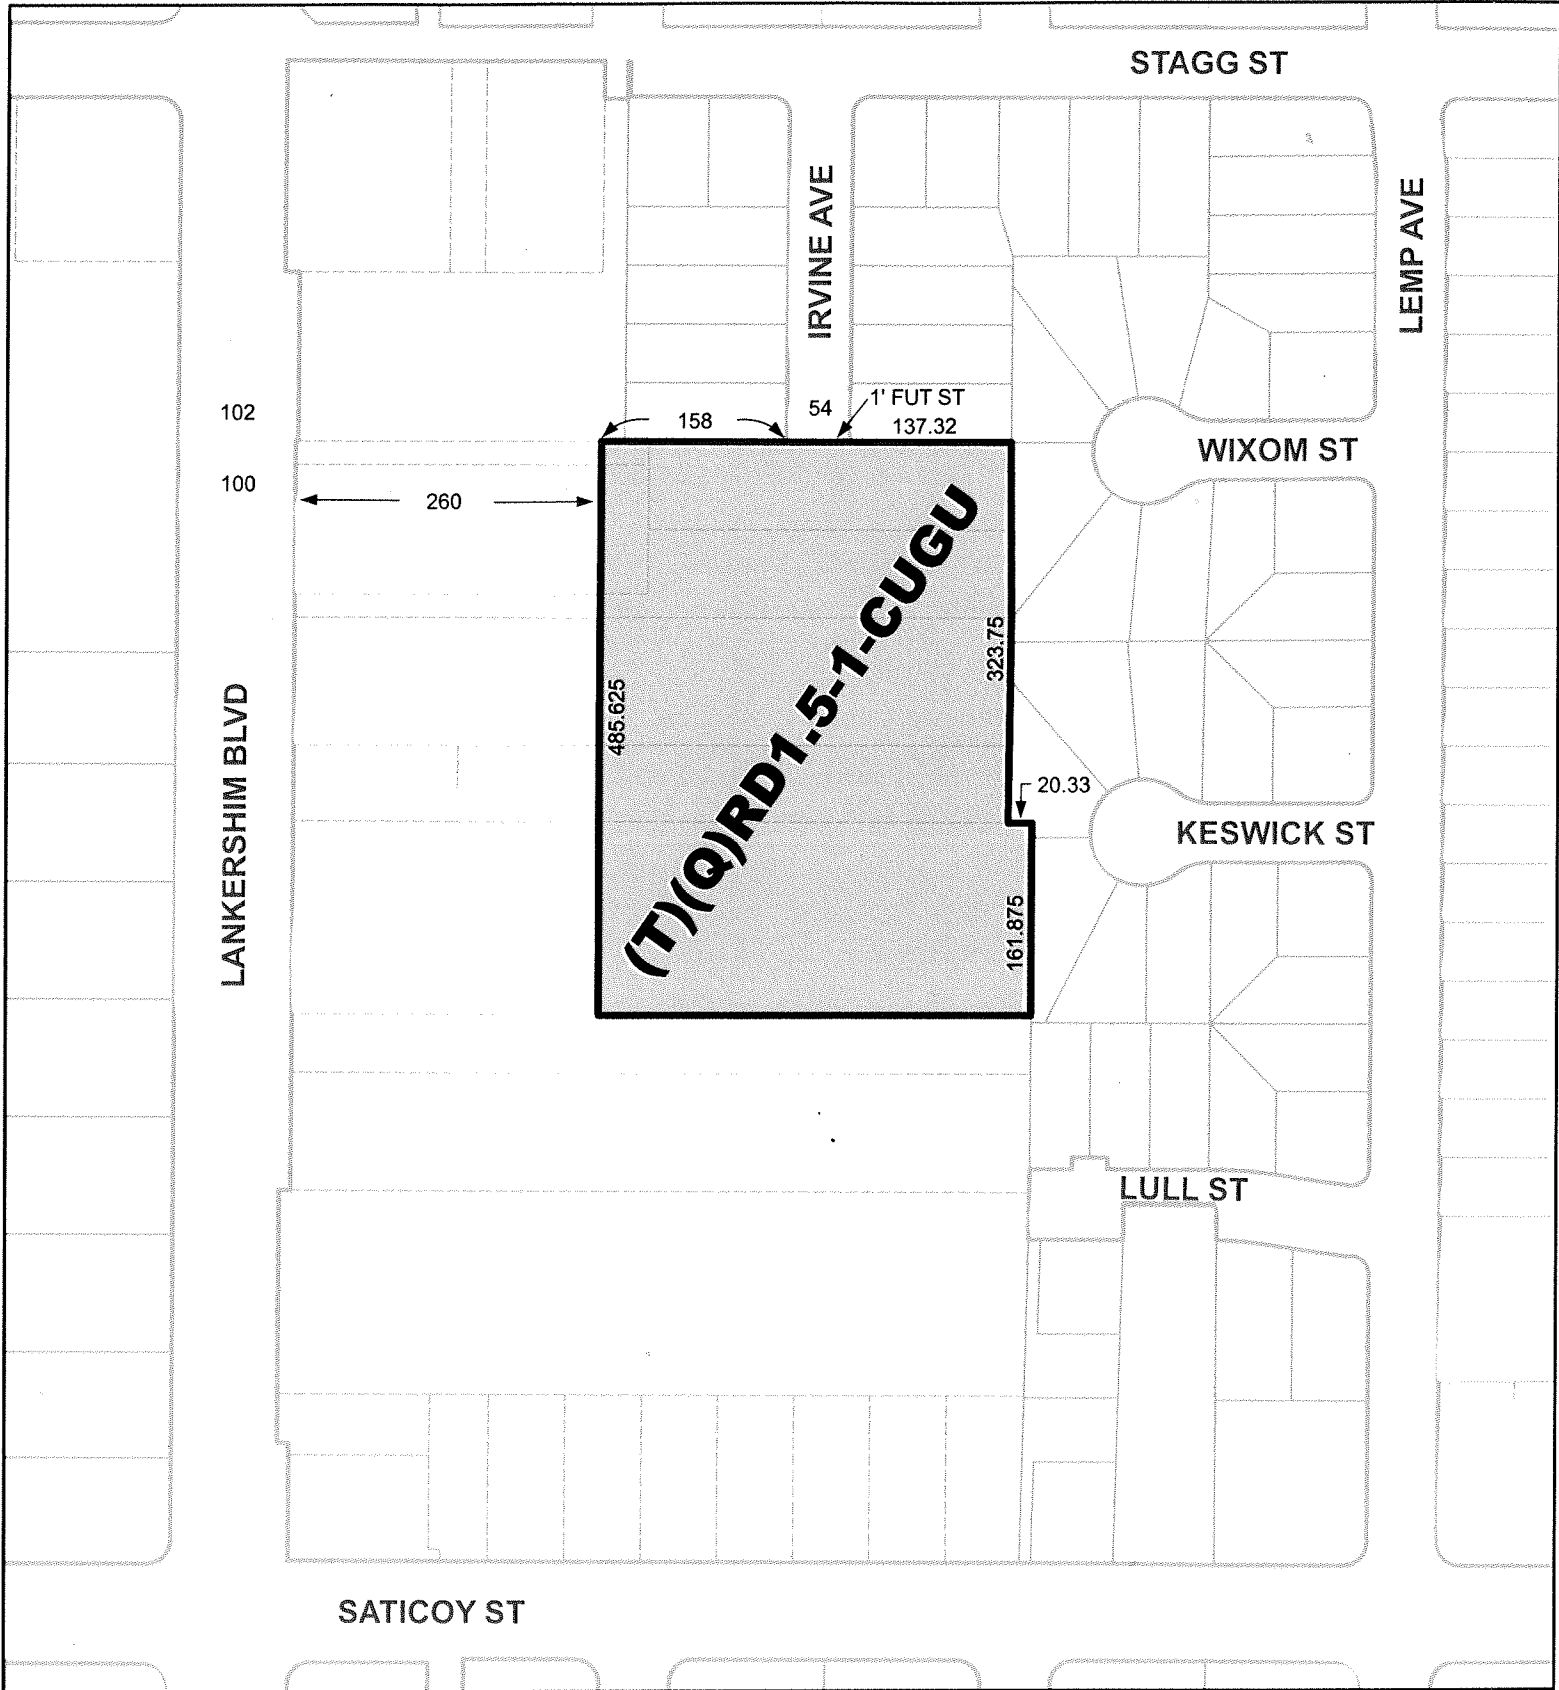 STAGG ST
IRVINE AVE
LEMP AVE
102
158
54
1' FUT ST
137.32
WIXOM ST
100
260
(T)(Q)RD1.5-1-CUGU
323.75
485.625
LANKERSHIM BLVD
20.33
KESWICK ST
161.875
LULL ST
SATICOY ST